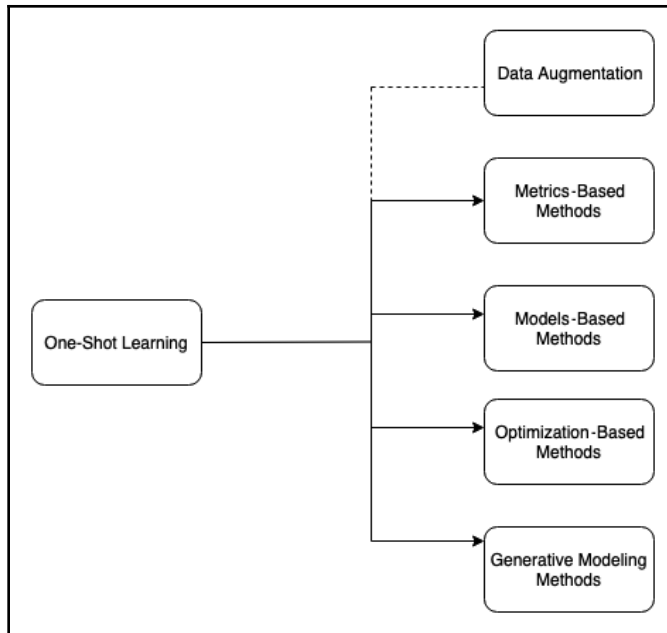 Data Augmentation
Metrics-Based
Methods
Models-Based
Methods
One-Shot Learning
Optimization-Based
Methods
Generative Modeling
Methods